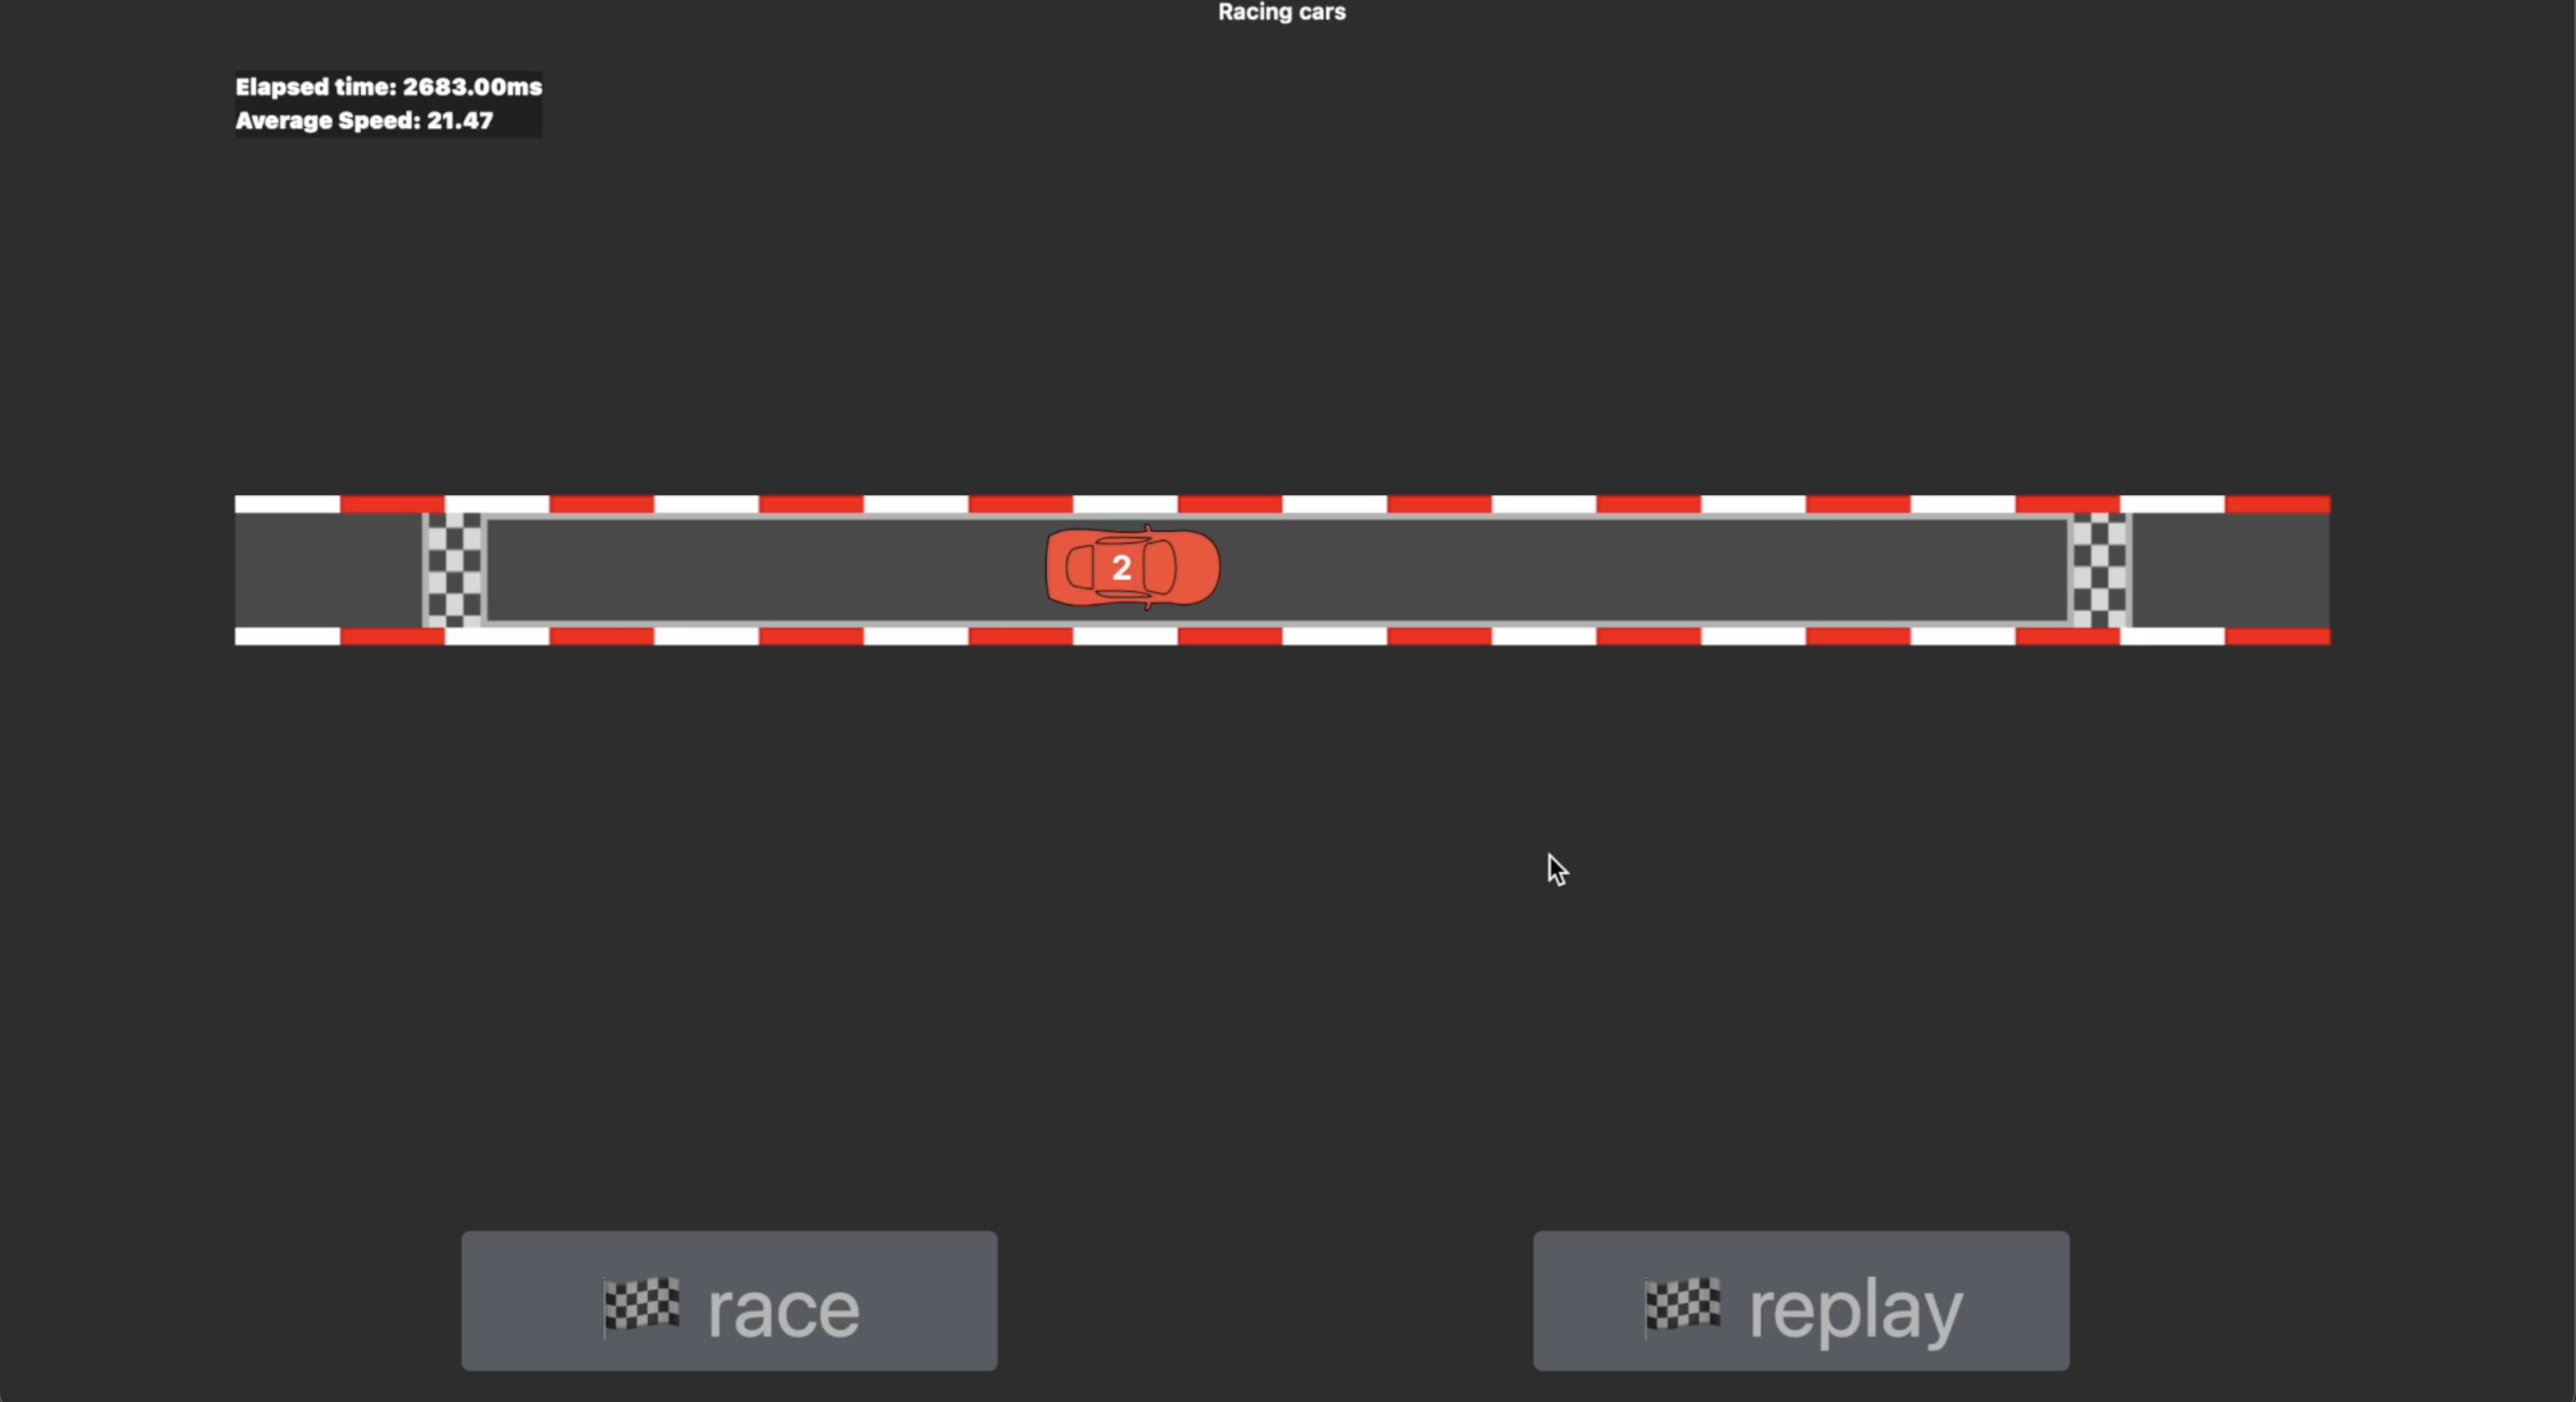 Racing cars
Elapsed time: 2683.00ms
Average Speed: 21.47
2
race
replay